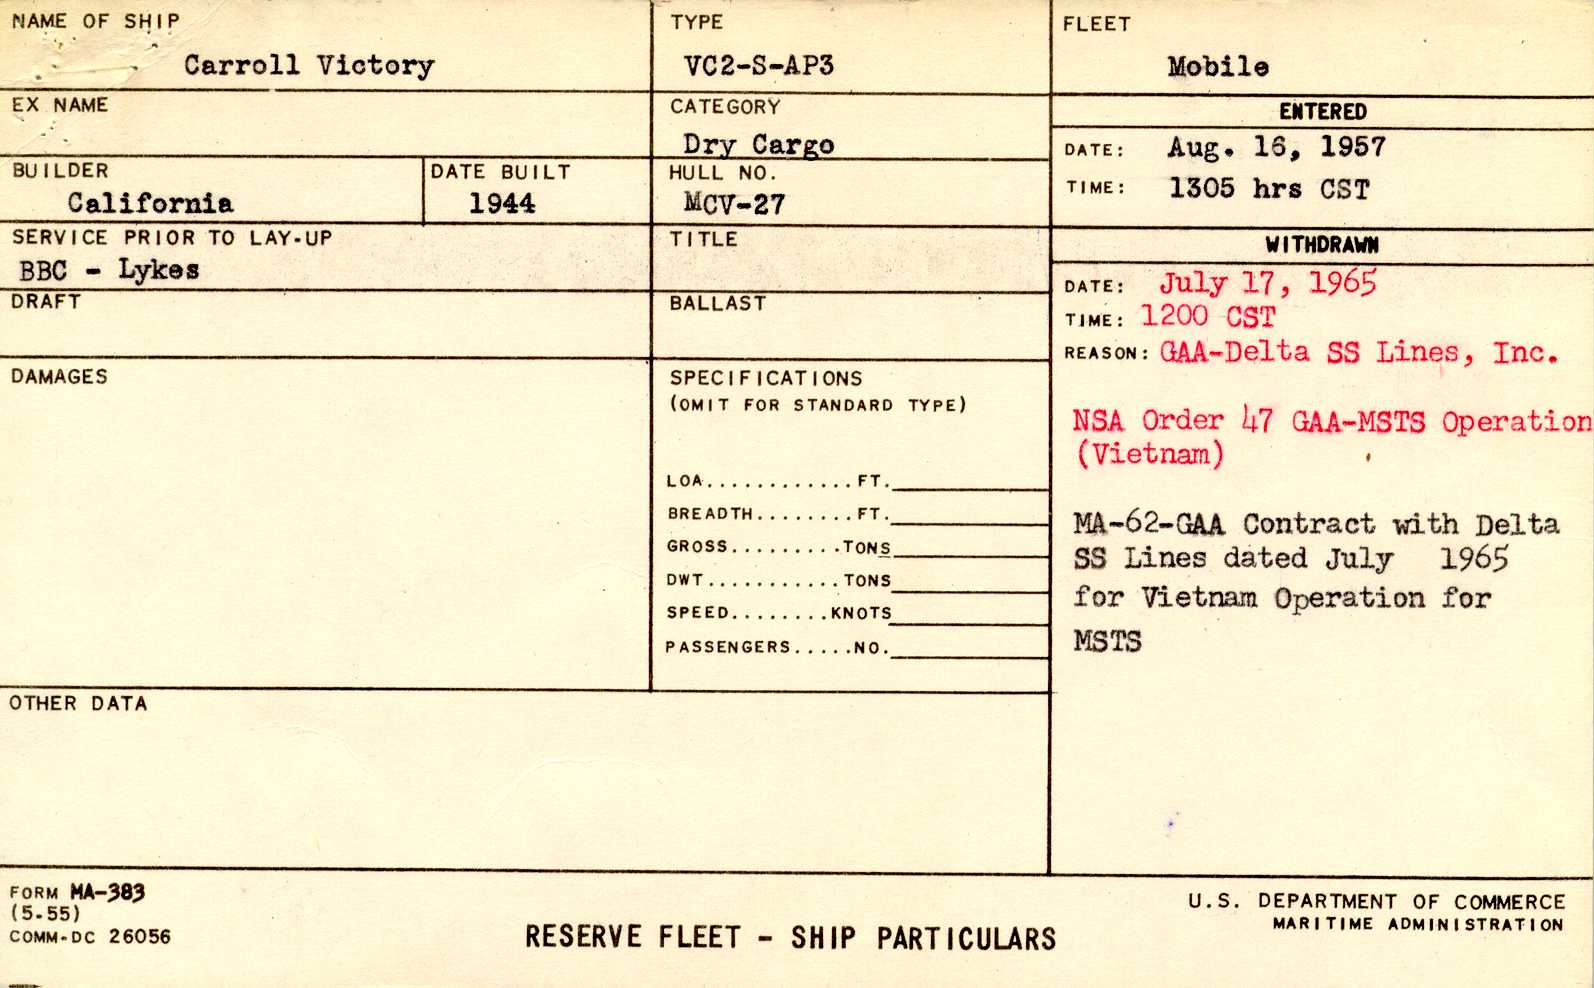 NAME OF SHIP
Carroll Victory
TYPE
VC2-S-AP3
FLEET
Mobile
EX NAME
CATEGORY
Dry Cargo
ENTERED
DATE: Aug. 16, 1957
TIME: 1305 hrs CST
BUILDER
California
DATE BUILT
1944
HULL NO.
MCV-27
SERVICE PRIOR TO LAY-UP
BBC - Lykes
TITLE
WITHDRAWN
DATE: July 17, 1965
TIME: 1200 CST
REASON: GAA-Delta SS Lines, Inc.
NSA Order 47 GAA-MSTS Operation
(Vietnam)
MA-62-GAA Contract with Delta
SS Lines dated July 1965
for Vietnam Operation for
MSTS
DRAFT
BALLAST
DAMAGES
SPECIFICATIONS
(OMIT FOR STANDARD TYPE)
LOA............FT.
BREADTH........FT.
GROSS.........TONS
DWT...........TONS
SPEED........KNOTS
PASSENGERS.....NO.
OTHER DATA
FORM MA-383
(5-55)
COMM-DC 26056
RESERVE FLEET - SHIP PARTICULARS
U.S. DEPARTMENT OF COMMERCE
MARITIME ADMINISTRATION